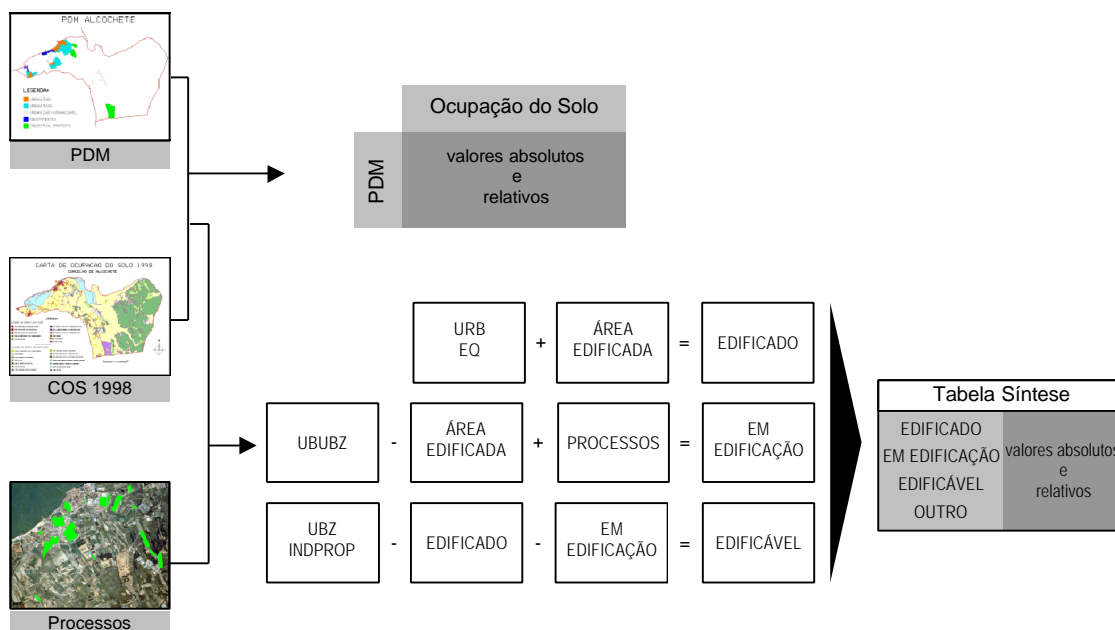 PDM ALCOCHETE
LEGENDA:
PDM
Ocupação do Solo
PDM
valores absolutos
e
relativos
CARTA DE OCUPACAO DO SOLO 1998
CONCELHO DE ALCOCHETE
COS 1998
URB
EQ
+
ÁREA
EDIFICADA
=
EDIFICADO
UBUBZ
-
ÁREA
EDIFICADA
+
PROCESSOS
=
EM
EDIFICAÇÃO
UBZ
INDPROP
-
EDIFICADO
-
EM
EDIFICAÇÃO
=
EDIFICÁVEL
Tabela Síntese
EDIFICADO
EM EDIFICAÇÃO
EDIFICÁVEL
OUTRO
valores absolutos
e
relativos
Processos